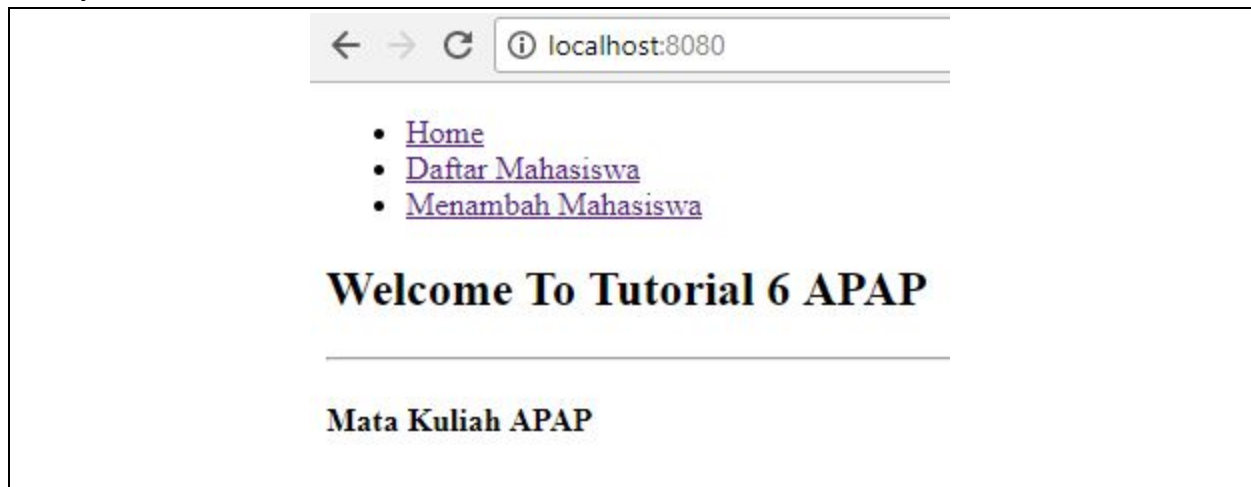 localhost:8080
Home
Daftar Mahasiswa
Menambah Mahasiswa
Welcome To Tutorial 6 APAP
Mata Kuliah APAP